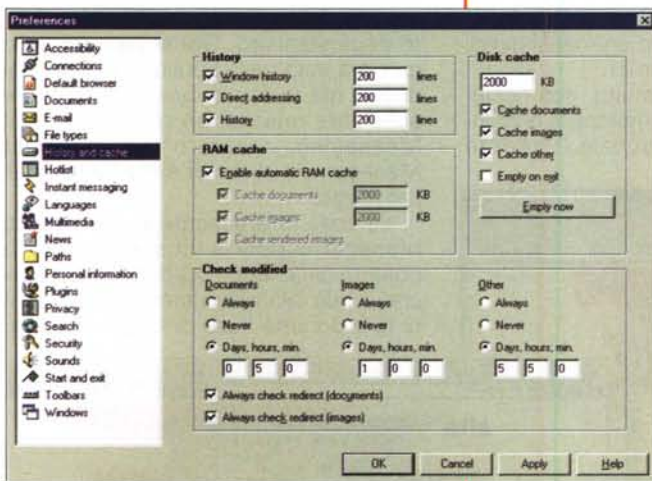 Preferences
Accessibility
Connections
Default browser
Documents
E-mail
File types
History and cache
Hotlist
Instant messaging
Languages
Multimedia
News
Paths
Personal information
Plugins
Privacy
Search
Security
Sounds
Start and exit
Toolbars
Windows
History
Window history 200 lines
Direct addressing 200 lines
History 200 lines
RAM cache
Enable automatic RAM cache
Cache documents 2000 KB
Cache images 2000 KB
Cache rendered images
Disk cache
2000 KB
Cache documents
Cache images
Cache other
Empty on exit
Empty now
Check modified
Documents Images Other
Always Always Always
Never Never Never
Days, hours, min. Days, hours, min. Days, hours, min.
0 5 0 1 0 0 5 5 0
Always check redirect (documents)
Always check redirect (images)
OK Cancel Apply Help